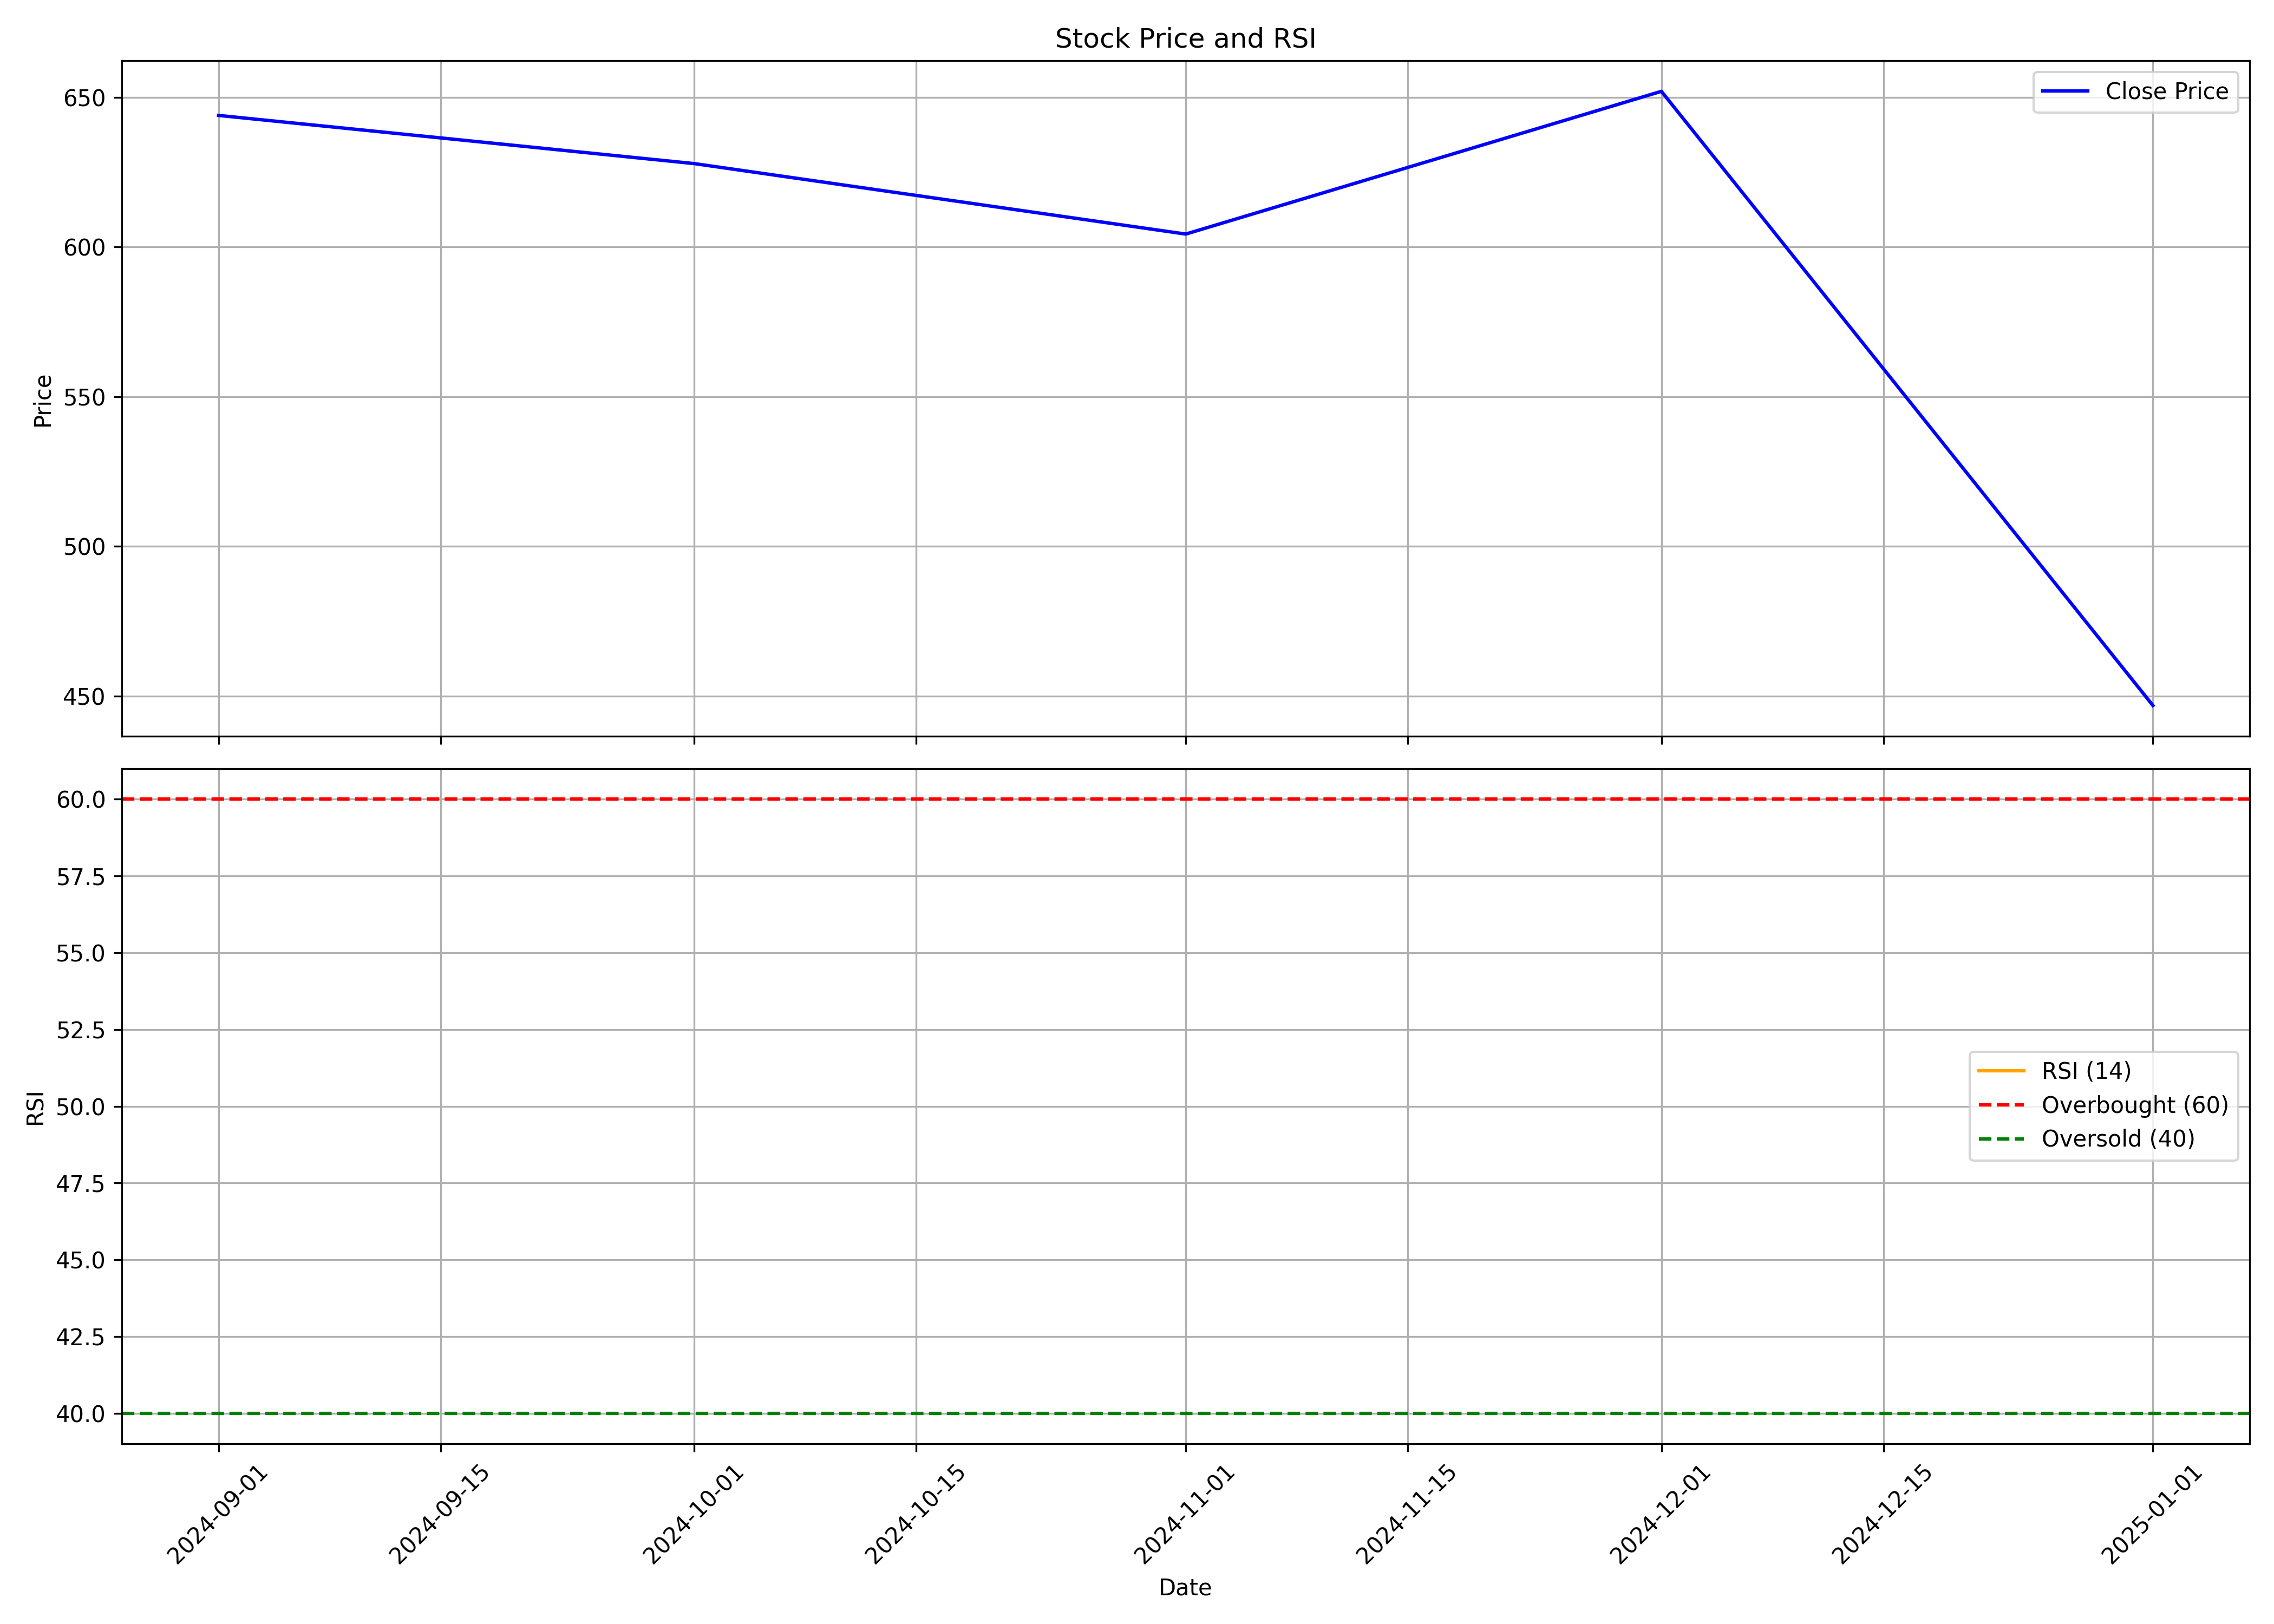 Stock Price and RSI
Close Price
650
600
550
500
450
Price
60.0
57.5
55.0
52.5
50.0
47.5
45.0
42.5
40.0
RSI
RSI (14)
Overbought (60)
Oversold (40)
2024-09-01
2024-09-15
2024-10-01
2024-10-15
2024-11-01
2024-11-15
2024-12-01
2024-12-15
2025-01-01
Date